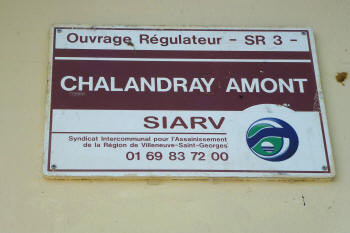 Ouvrage Régulateur - SR 3 -
CHALANDRAY AMONT
SIARV
Syndicat Intercommunal pour l'Assainissement
de la Région de Villeneuve-Saint-Georges
01 69 83 72 00